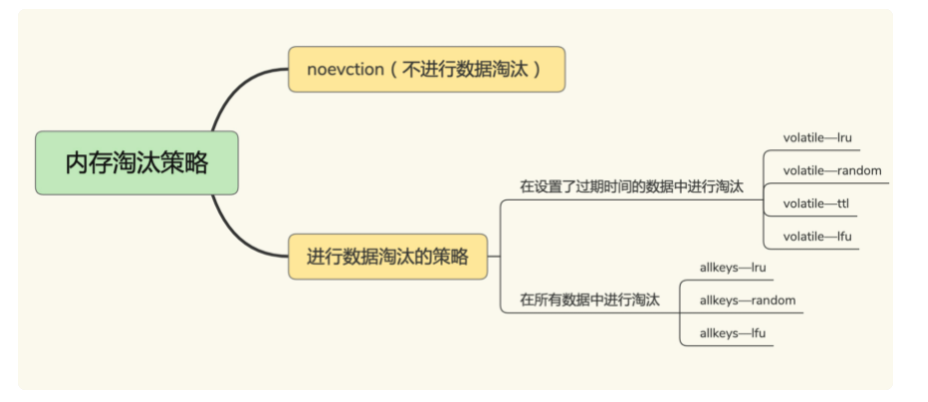 内存淘汰策略
noevction（不进行数据淘汰）
进行数据淘汰的策略
在设置了过期时间的数据中进行淘汰
volatile—lru
volatile—random
volatile—ttl
volatile—lfu
在所有数据中进行淘汰
allkeys—lru
allkeys—random
allkeys—lfu